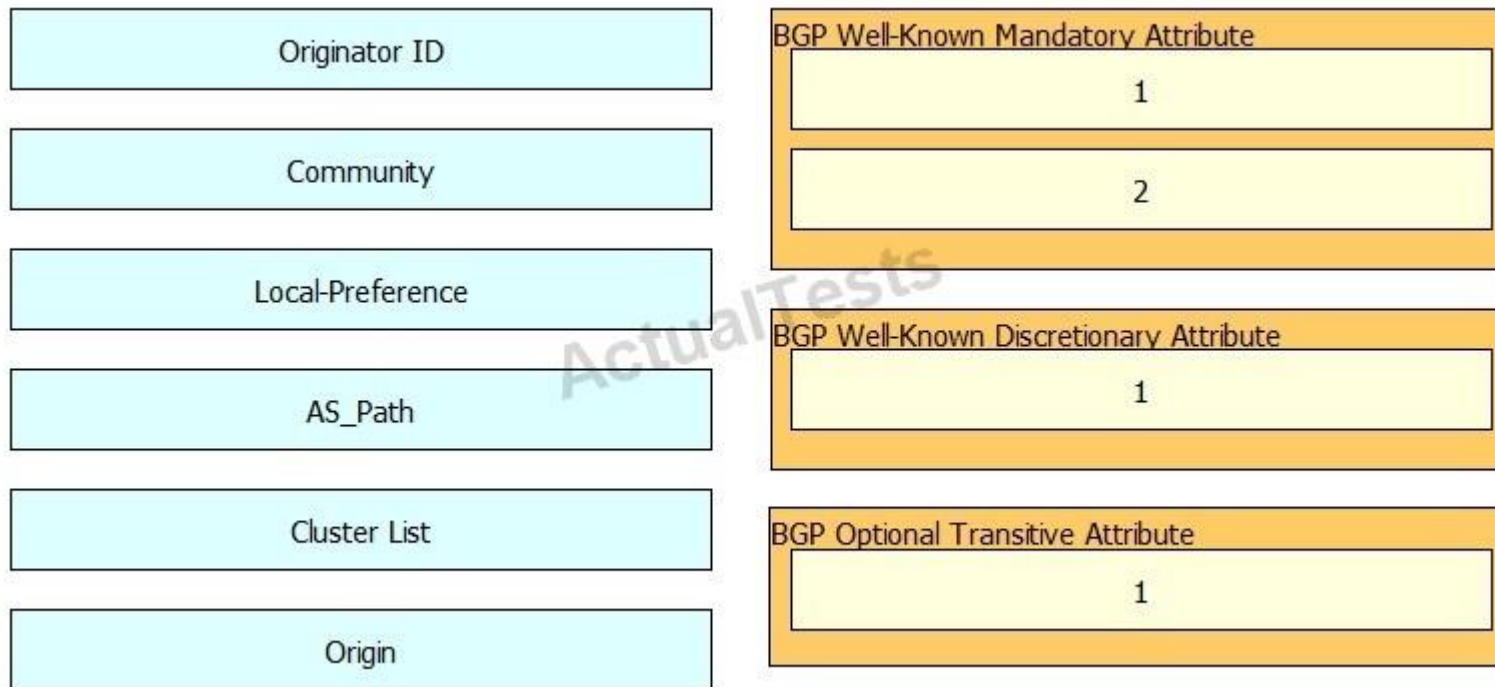 Originator ID
Community
Local-Preference
AS_Path
Cluster List
Origin
BGP Well-Known Mandatory Attribute
1
2
BGP Well-Known Discretionary Attribute
1
BGP Optional Transitive Attribute
1
ActualTests